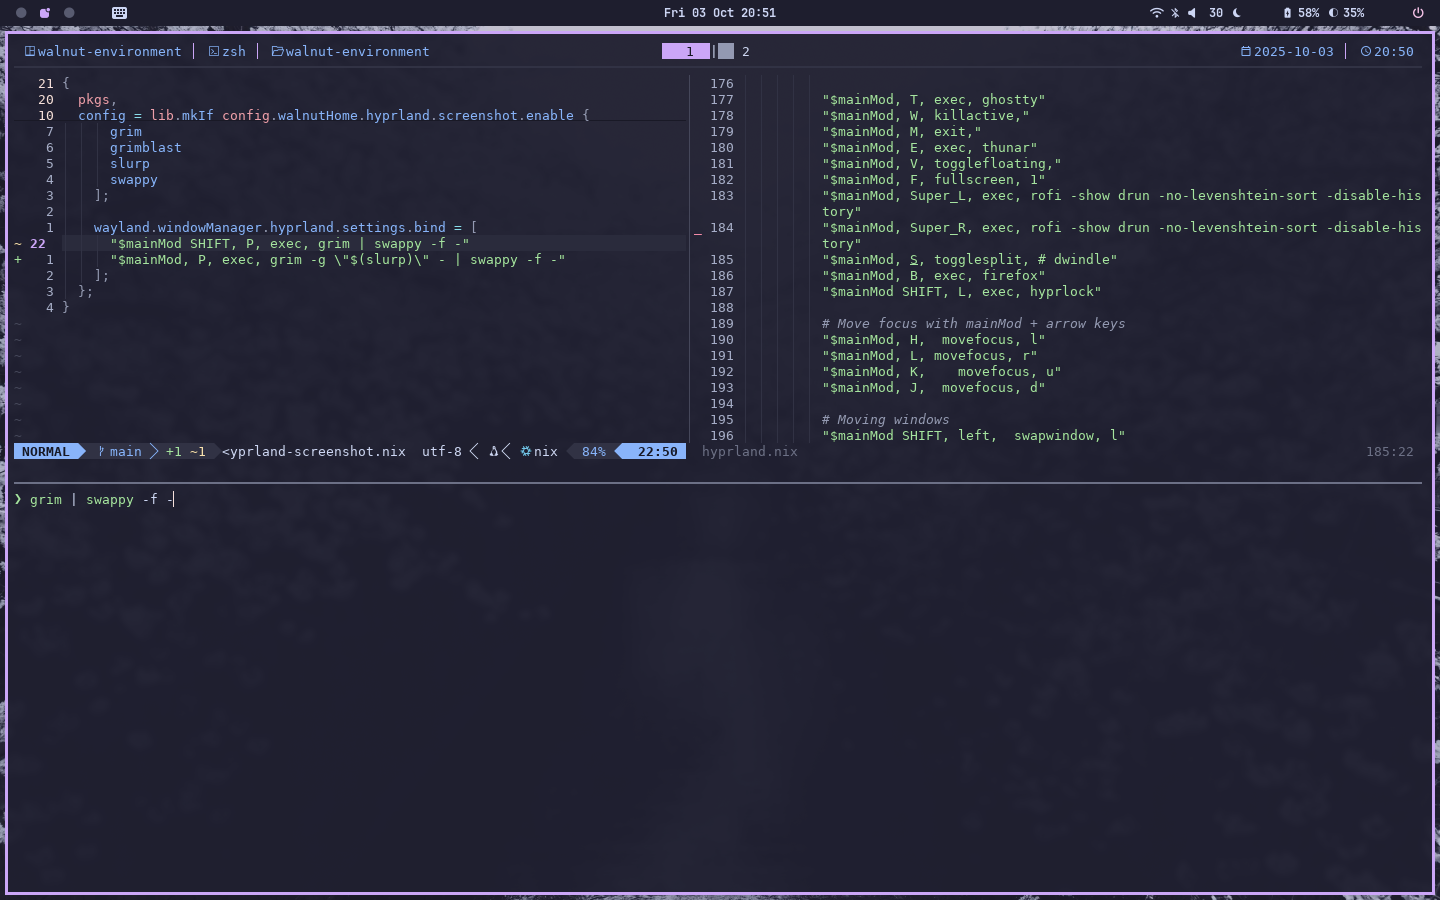 Fri 03 Oct 20:51
30
58%
35%
walnut-environment
zsh
walnut-environment
1
2
2025-10-03
20:50
21 {
20   pkgs,
10   config = lib.mkIf config.walnutHome.hyprland.screenshot.enable {
7       grim
6       grimblast
5       slurp
4       swappy
3     ];
2
1     wayland.windowManager.hyprland.settings.bind = [
~ 22       "$mainMod SHIFT, P, exec, grim | swappy -f -"
+ 1       "$mainMod, P, exec, grim -g \"$(slurp)\" - | swappy -f -"
2     ];
3   };
4 }
~
~
~
~
~
~
~
~
NORMAL  main  +1 ~1  <yprland-screenshot.nix  utf-8  nix  84%  22:50
176
177 "$mainMod, T, exec, ghostty"
178 "$mainMod, W, killactive,"
179 "$mainMod, M, exit,"
180 "$mainMod, E, exec, thunar"
181 "$mainMod, V, togglefloating,"
182 "$mainMod, F, fullscreen, 1"
183 "$mainMod, Super_L, exec, rofi -show drun -no-levenshtein-sort -disable-his
tory"
_ 184 "$mainMod, Super_R, exec, rofi -show drun -no-levenshtein-sort -disable-his
tory"
185 "$mainMod, S, togglesplit, # dwindle"
186 "$mainMod, B, exec, firefox"
187 "$mainMod SHIFT, L, exec, hyprlock"
188
189 # Move focus with mainMod + arrow keys
190 "$mainMod, H,  movefocus, l"
191 "$mainMod, L, movefocus, r"
192 "$mainMod, K,    movefocus, u"
193 "$mainMod, J,  movefocus, d"
194
195 # Moving windows
196 "$mainMod SHIFT, left,  swapwindow, l"
hyprland.nix  185:22
❯ grim | swappy -f -